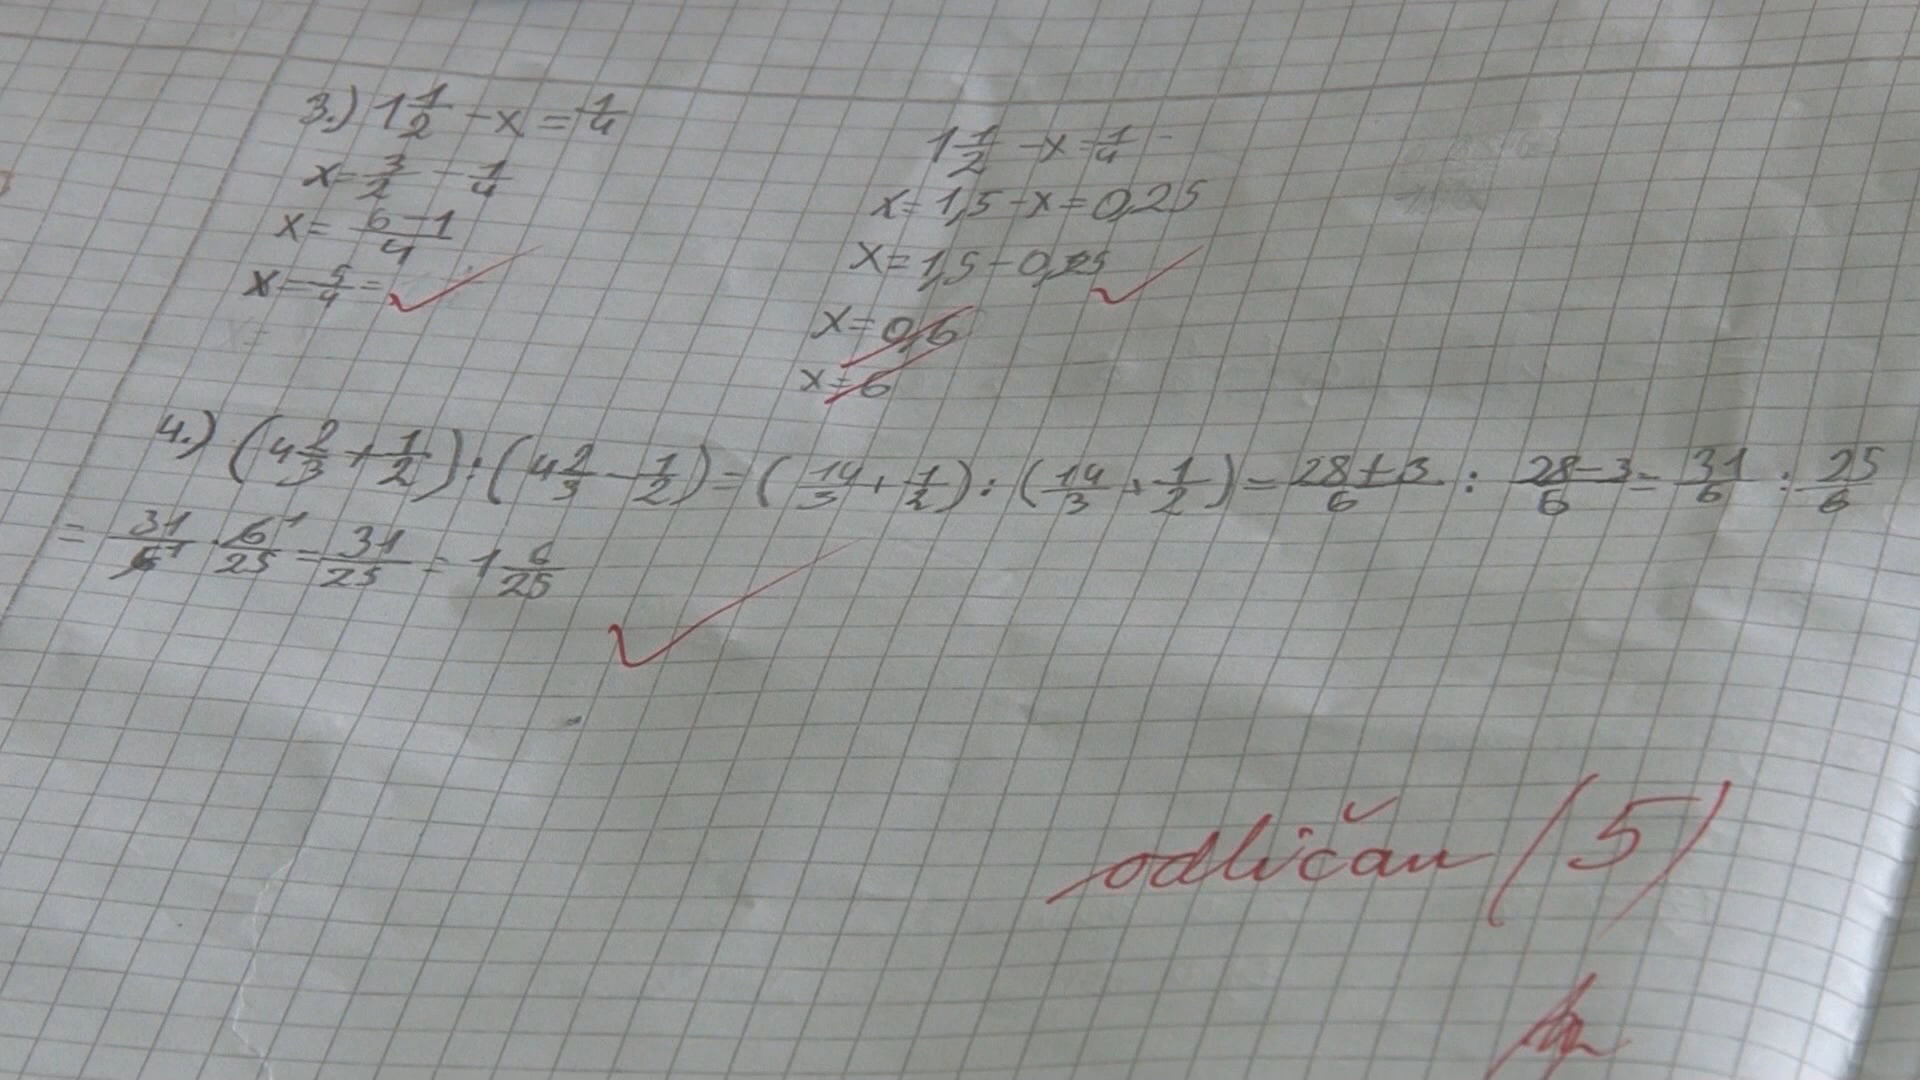 3.) 1 1/2 - x = 1/4
x = 3/2 - 1/4
x = 6-1/4
x = 5/4 =
x =
1 1/2 - x = 1/4
x = 1,5 - x = 0,25
x = 1,5 - 0,25
x = 0,6
x = 6
4.) (4 2/3 + 1/2) : (4 2/3 - 1/2) = (14/3 + 1/2) : (14/3 + 1/2) = 28+3/6 : 28-3/6 = 31/6 : 25/6
= 31/6¹ · 6¹/25 = 31/25 = 1 6/25
odličan (5)